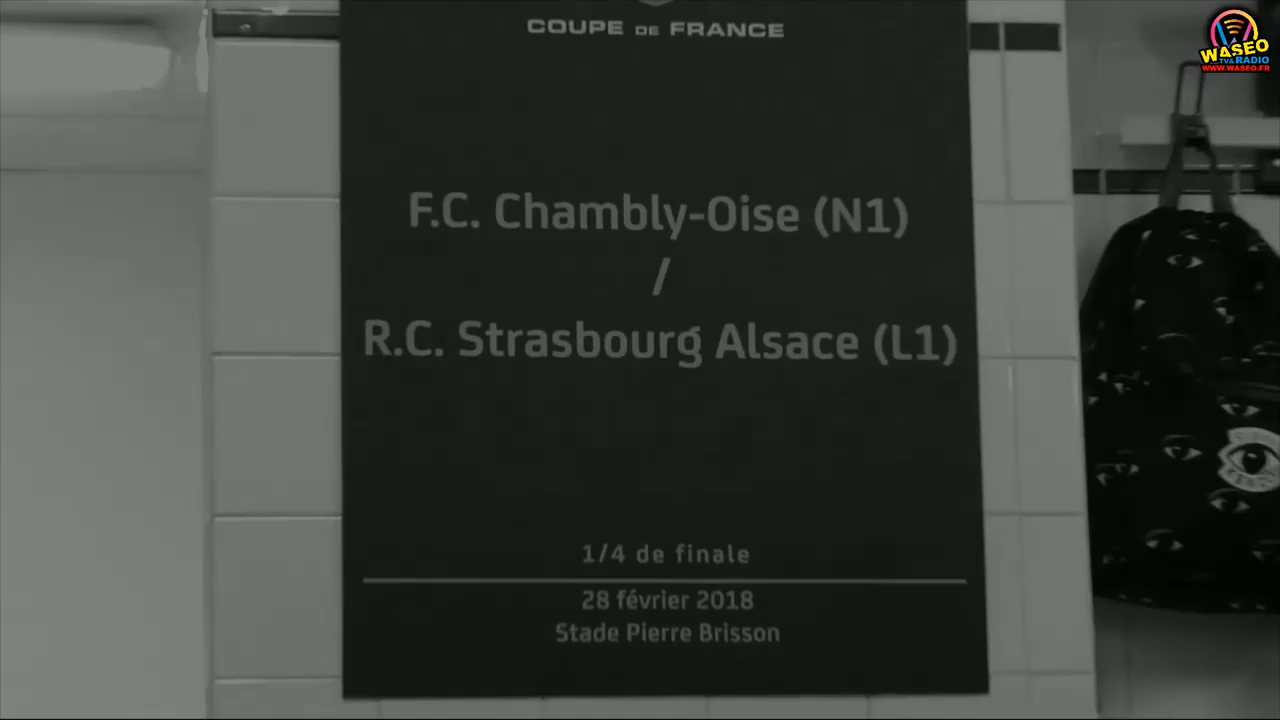 COUPE DE FRANCE
WASEO
TV & RADIO
WWW.WASEO.FR
F.C. Chambly-Oise (N1)
/
R.C. Strasbourg Alsace (L1)
KENZO
1/4 de finale
28 février 2018
Stade Pierre Brisson